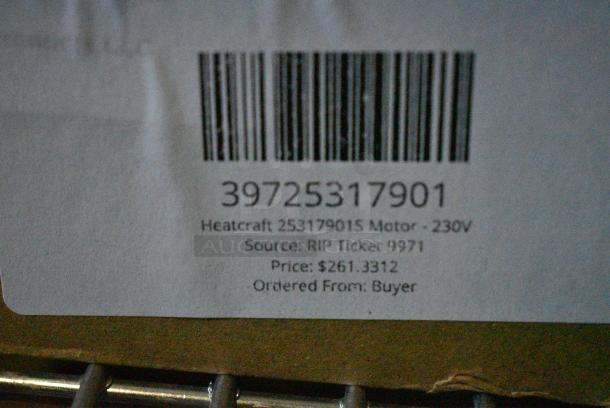 39725317901
Heatcraft 25317901S Motor - 230V
Source: RIP Ticket 9971
Price: $261.3312
Ordered From: Buyer